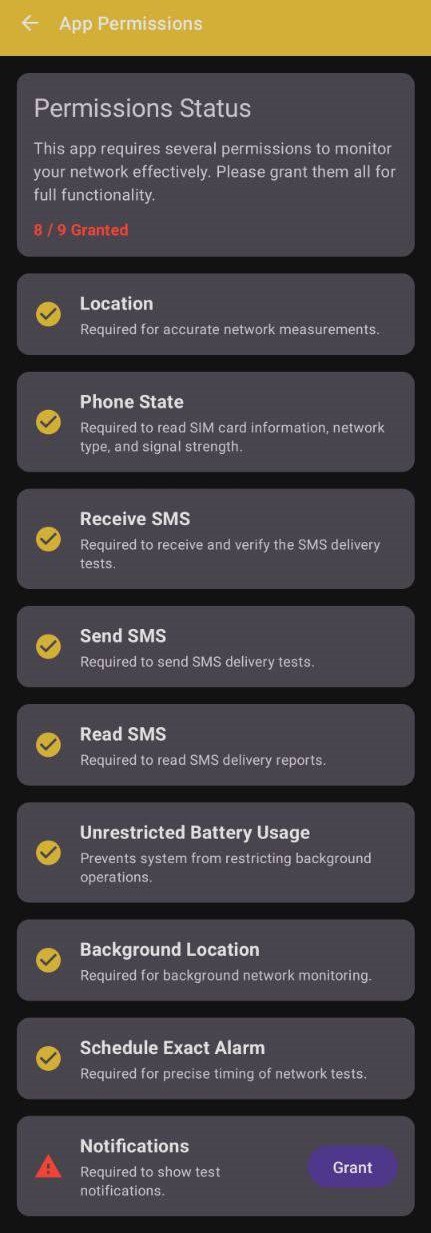 App Permissions
Permissions Status
This app requires several permissions to monitor
your network effectively. Please grant them all for
full functionality.
8 / 9 Granted
Location
Required for accurate network measurements.
Phone State
Required to read SIM card information, network
type, and signal strength.
Receive SMS
Required to receive and verify the SMS delivery
tests.
Send SMS
Required to send SMS delivery tests.
Read SMS
Required to read SMS delivery reports.
Unrestricted Battery Usage
Prevents system from restricting background
operations.
Background Location
Required for background network monitoring.
Schedule Exact Alarm
Required for precise timing of network tests.
Notifications
Required to show test
notifications.
Grant